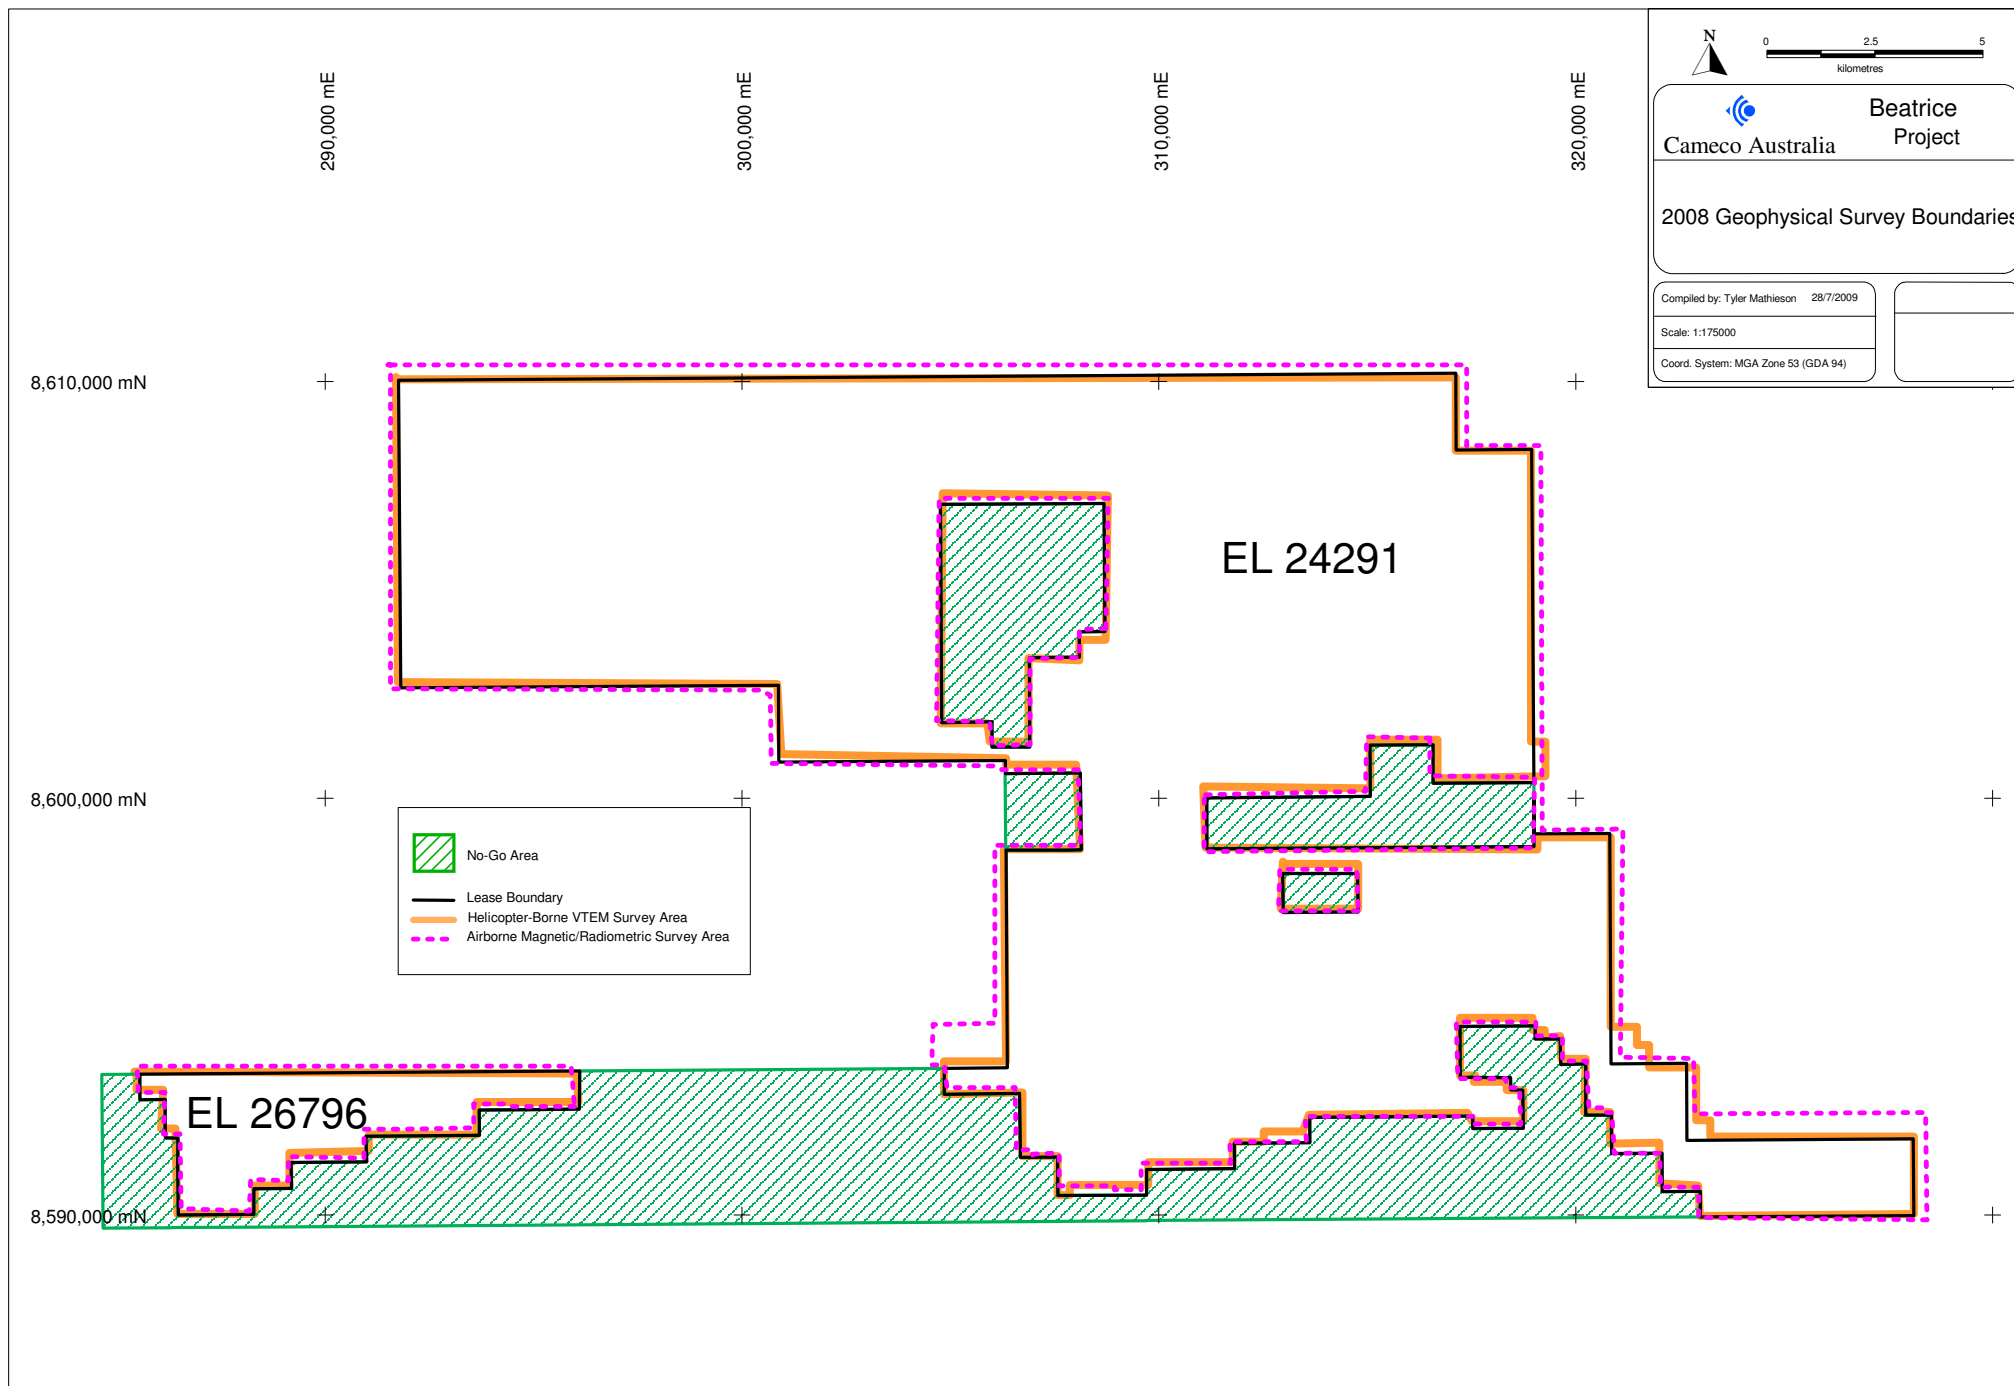 N
0 2.5 5
kilometres
Cameco Australia
Beatrice
Project
2008 Geophysical Survey Boundaries
Compiled by: Tyler Mathieson 28/7/2009
Scale: 1:175000
Coord. System: MGA Zone 53 (GDA 94)
290,000 mE
300,000 mE
310,000 mE
320,000 mE
8,610,000 mN
8,600,000 mN
8,590,000 mN
EL 24291
EL 26796
No-Go Area
Lease Boundary
Helicopter-Borne VTEM Survey Area
Airborne Magnetic/Radiometric Survey Area